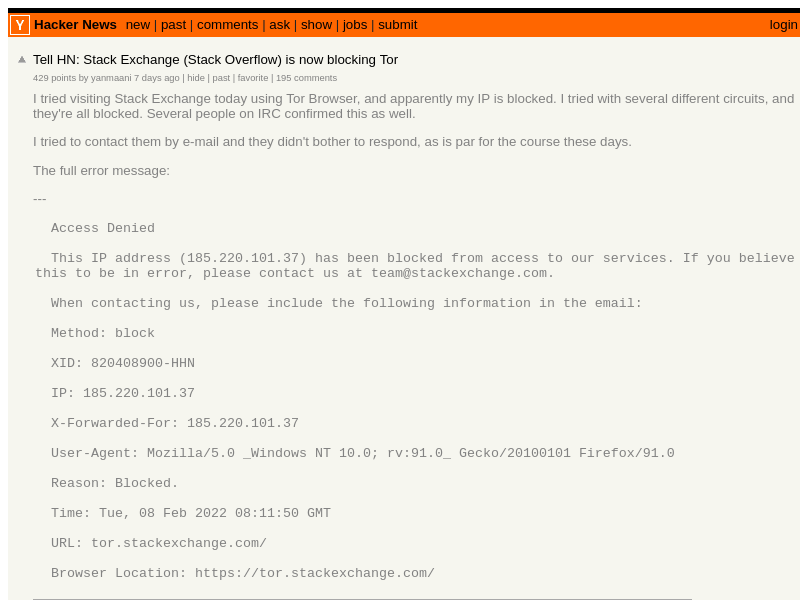 Y Hacker News new | past | comments | ask | show | jobs | submit login
Tell HN: Stack Exchange (Stack Overflow) is now blocking Tor
429 points by yanmaani 7 days ago | hide | past | favorite | 195 comments
I tried visiting Stack Exchange today using Tor Browser, and apparently my IP is blocked. I tried with several different circuits, and
they're all blocked. Several people on IRC confirmed this as well.
I tried to contact them by e-mail and they didn't bother to respond, as is par for the course these days.
The full error message:
---
Access Denied
This IP address (185.220.101.37) has been blocked from access to our services. If you believe
this to be in error, please contact us at team@stackexchange.com.
When contacting us, please include the following information in the email:
Method: block
XID: 820408900-HHN
IP: 185.220.101.37
X-Forwarded-For: 185.220.101.37
User-Agent: Mozilla/5.0 _Windows NT 10.0; rv:91.0_ Gecko/20100101 Firefox/91.0
Reason: Blocked.
Time: Tue, 08 Feb 2022 08:11:50 GMT
URL: tor.stackexchange.com/
Browser Location: https://tor.stackexchange.com/